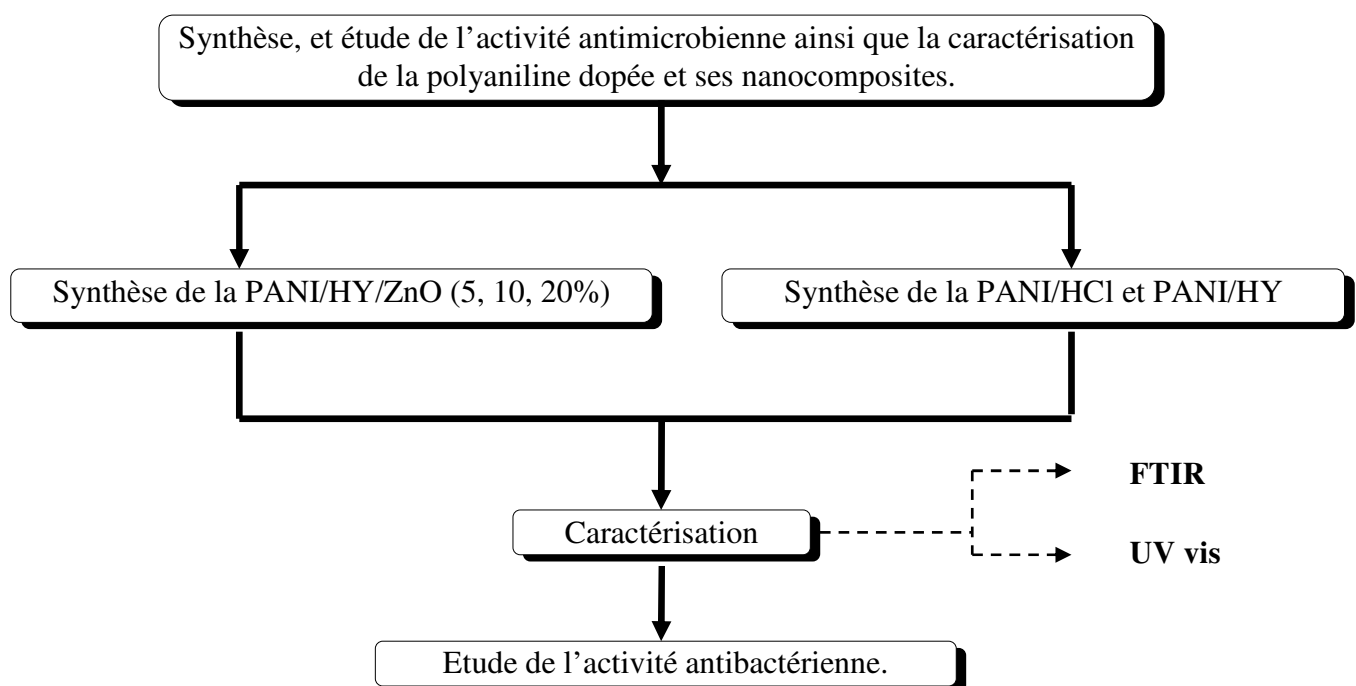 Synthèse, et étude de l’activité antimicrobienne ainsi que la caractérisation
de la polyaniline dopée et ses nanocomposites.
Synthèse de la PANI/HY/ZnO (5, 10, 20%)
Synthèse de la PANI/HCl et PANI/HY
Caractérisation
FTIR
UV vis
Etude de l’activité antibactérienne.